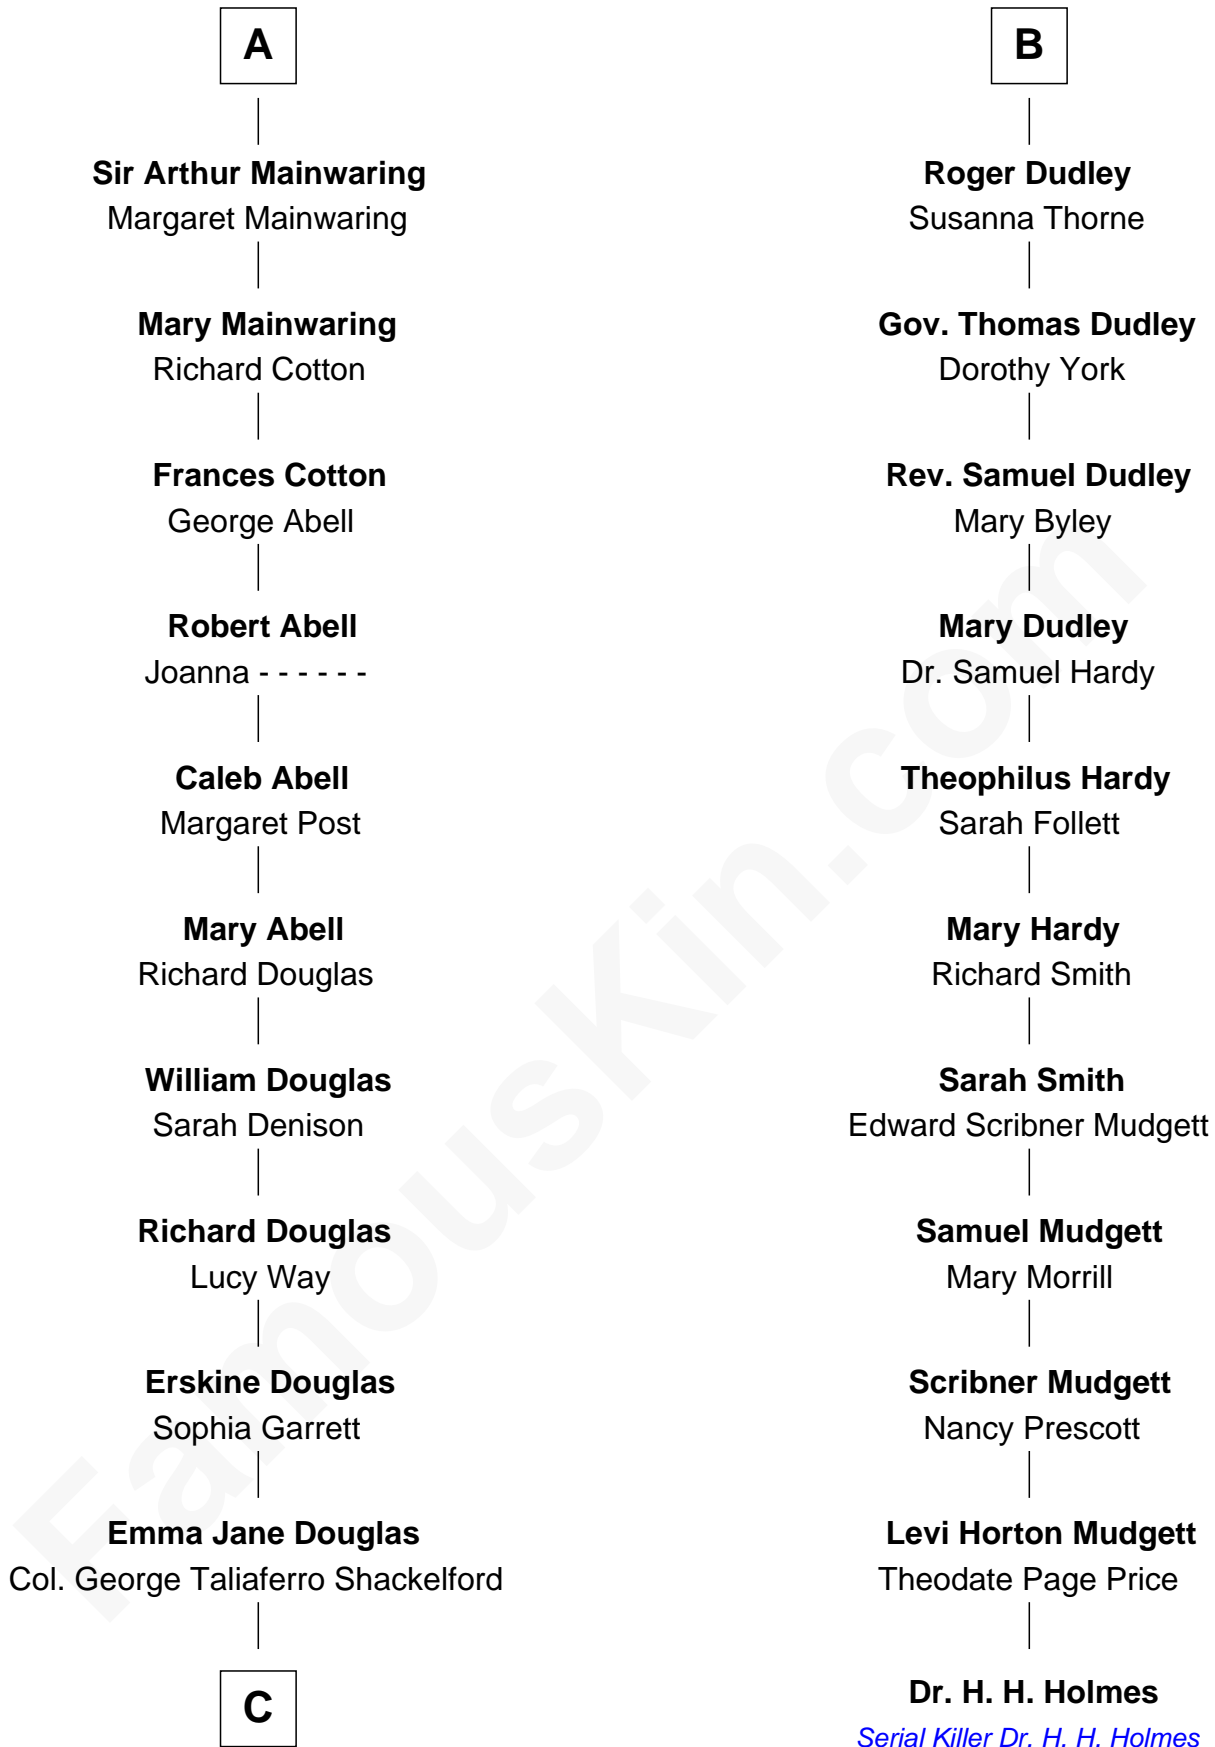 A
Sir Arthur Mainwaring
Margaret Mainwaring
Mary Mainwaring
Richard Cotton
Frances Cotton
George Abell
Robert Abell
Joanna - - - - - -
Caleb Abell
Margaret Post
Mary Abell
Richard Douglas
William Douglas
Sarah Denison
Richard Douglas
Lucy Way
Erskine Douglas
Sophia Garrett
Emma Jane Douglas
Col. George Taliaferro Shackelford
C
B
Roger Dudley
Susanna Thorne
Gov. Thomas Dudley
Dorothy York
Rev. Samuel Dudley
Mary Byley
Mary Dudley
Dr. Samuel Hardy
Theophilus Hardy
Sarah Follett
Mary Hardy
Richard Smith
Sarah Smith
Edward Scribner Mudgett
Samuel Mudgett
Mary Morrill
Scribner Mudgett
Nancy Prescott
Levi Horton Mudgett
Theodate Page Price
Dr. H. H. Holmes
Serial Killer Dr. H. H. Holmes
FamousKin.com